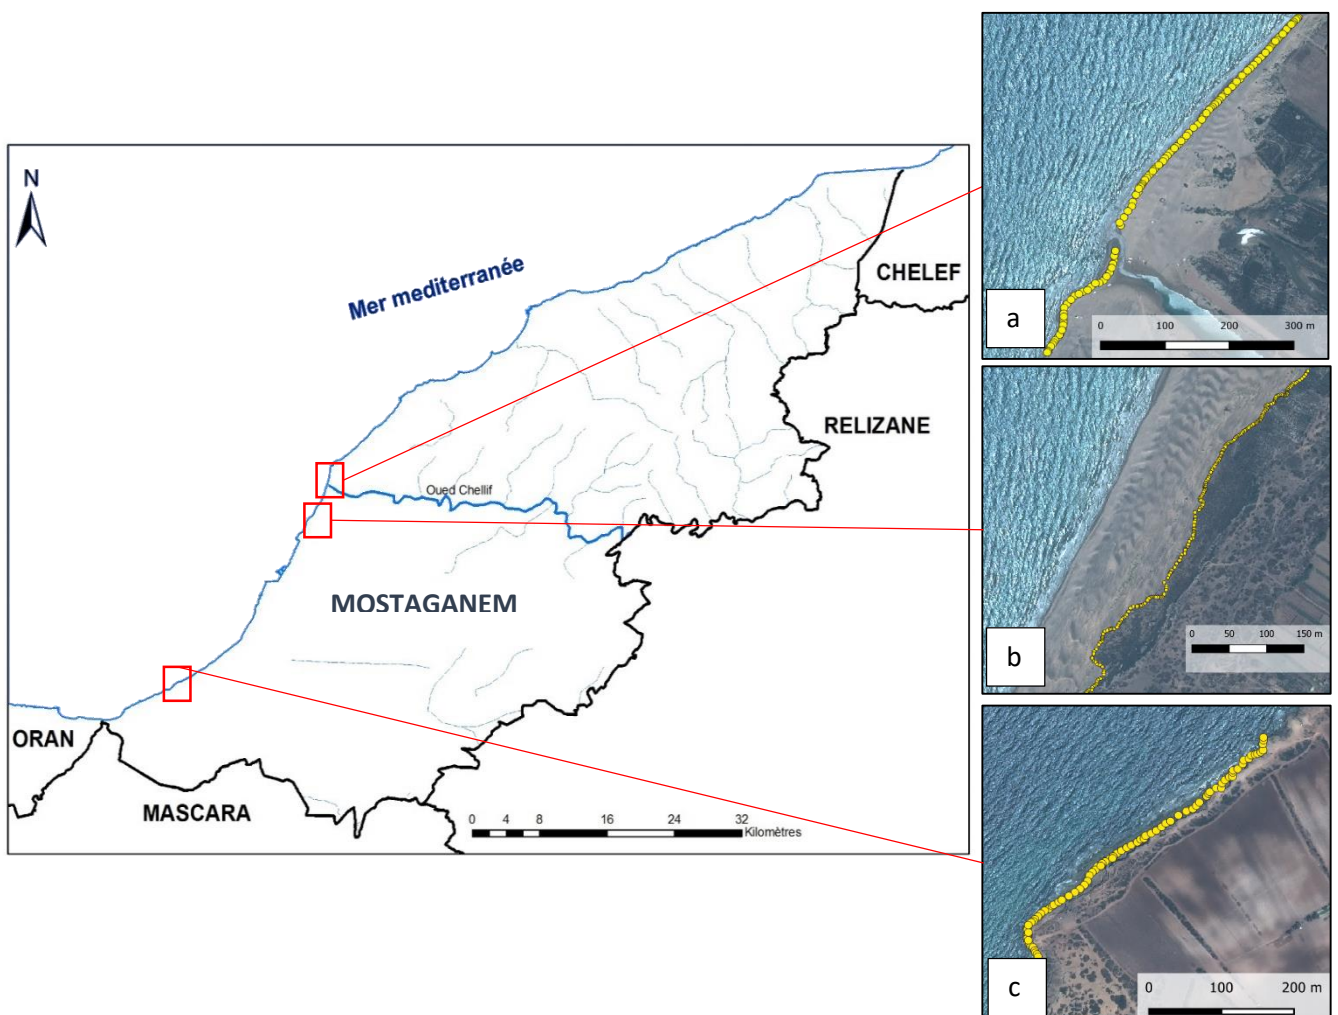 N
Mer mediterranée
CHELEF
RELIZANE
Oued Chellif
MOSTAGANEM
ORAN
MASCARA
0 4 8 16 24 32
Kilomètres
a
0 100 200 300 m
b
0 50 100 150 m
c
0 100 200 m